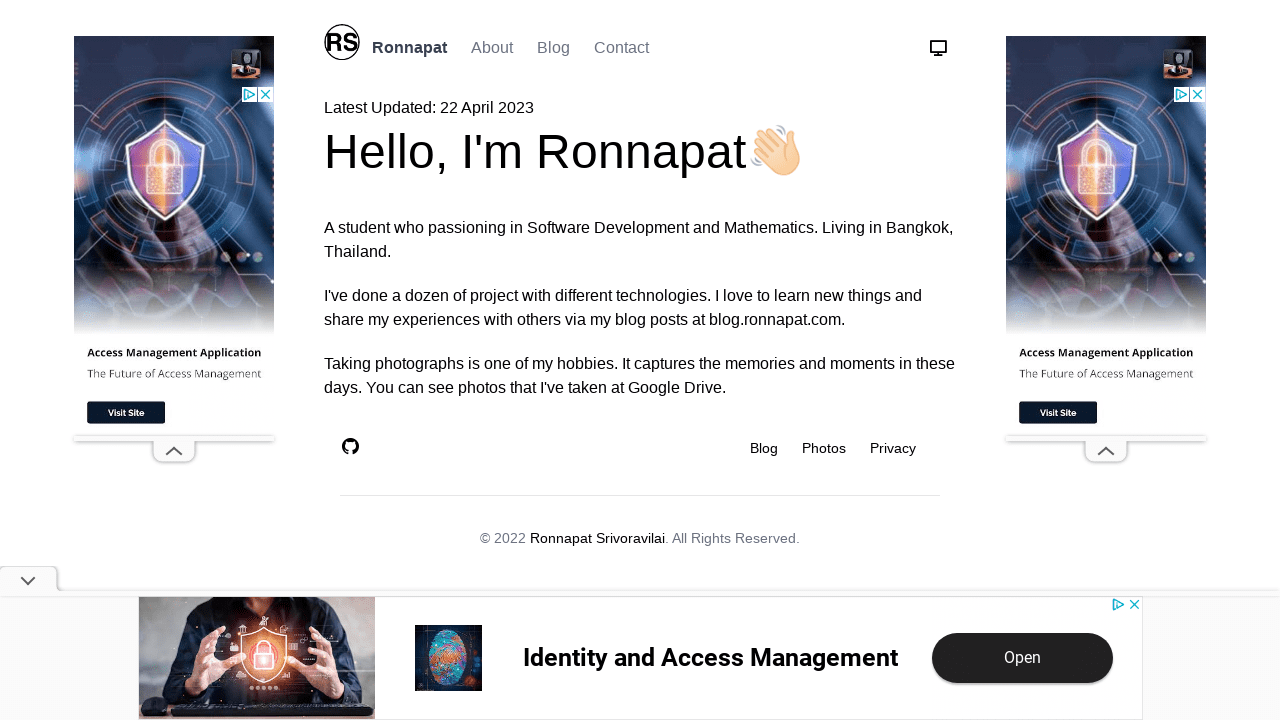 RS Ronnapat About Blog Contact
Latest Updated: 22 April 2023
Hello, I'm Ronnapat
A student who passioning in Software Development and Mathematics. Living in Bangkok,
Thailand.
I've done a dozen of project with different technologies. I love to learn new things and
share my experiences with others via my blog posts at blog.ronnapat.com.
Taking photographs is one of my hobbies. It captures the memories and moments in these
days. You can see photos that I've taken at Google Drive.
Blog Photos Privacy
© 2022 Ronnapat Srivoravilai. All Rights Reserved.
Access Management Application
The Future of Access Management
Visit Site
Access Management Application
The Future of Access Management
Visit Site
Identity and Access Management
Open